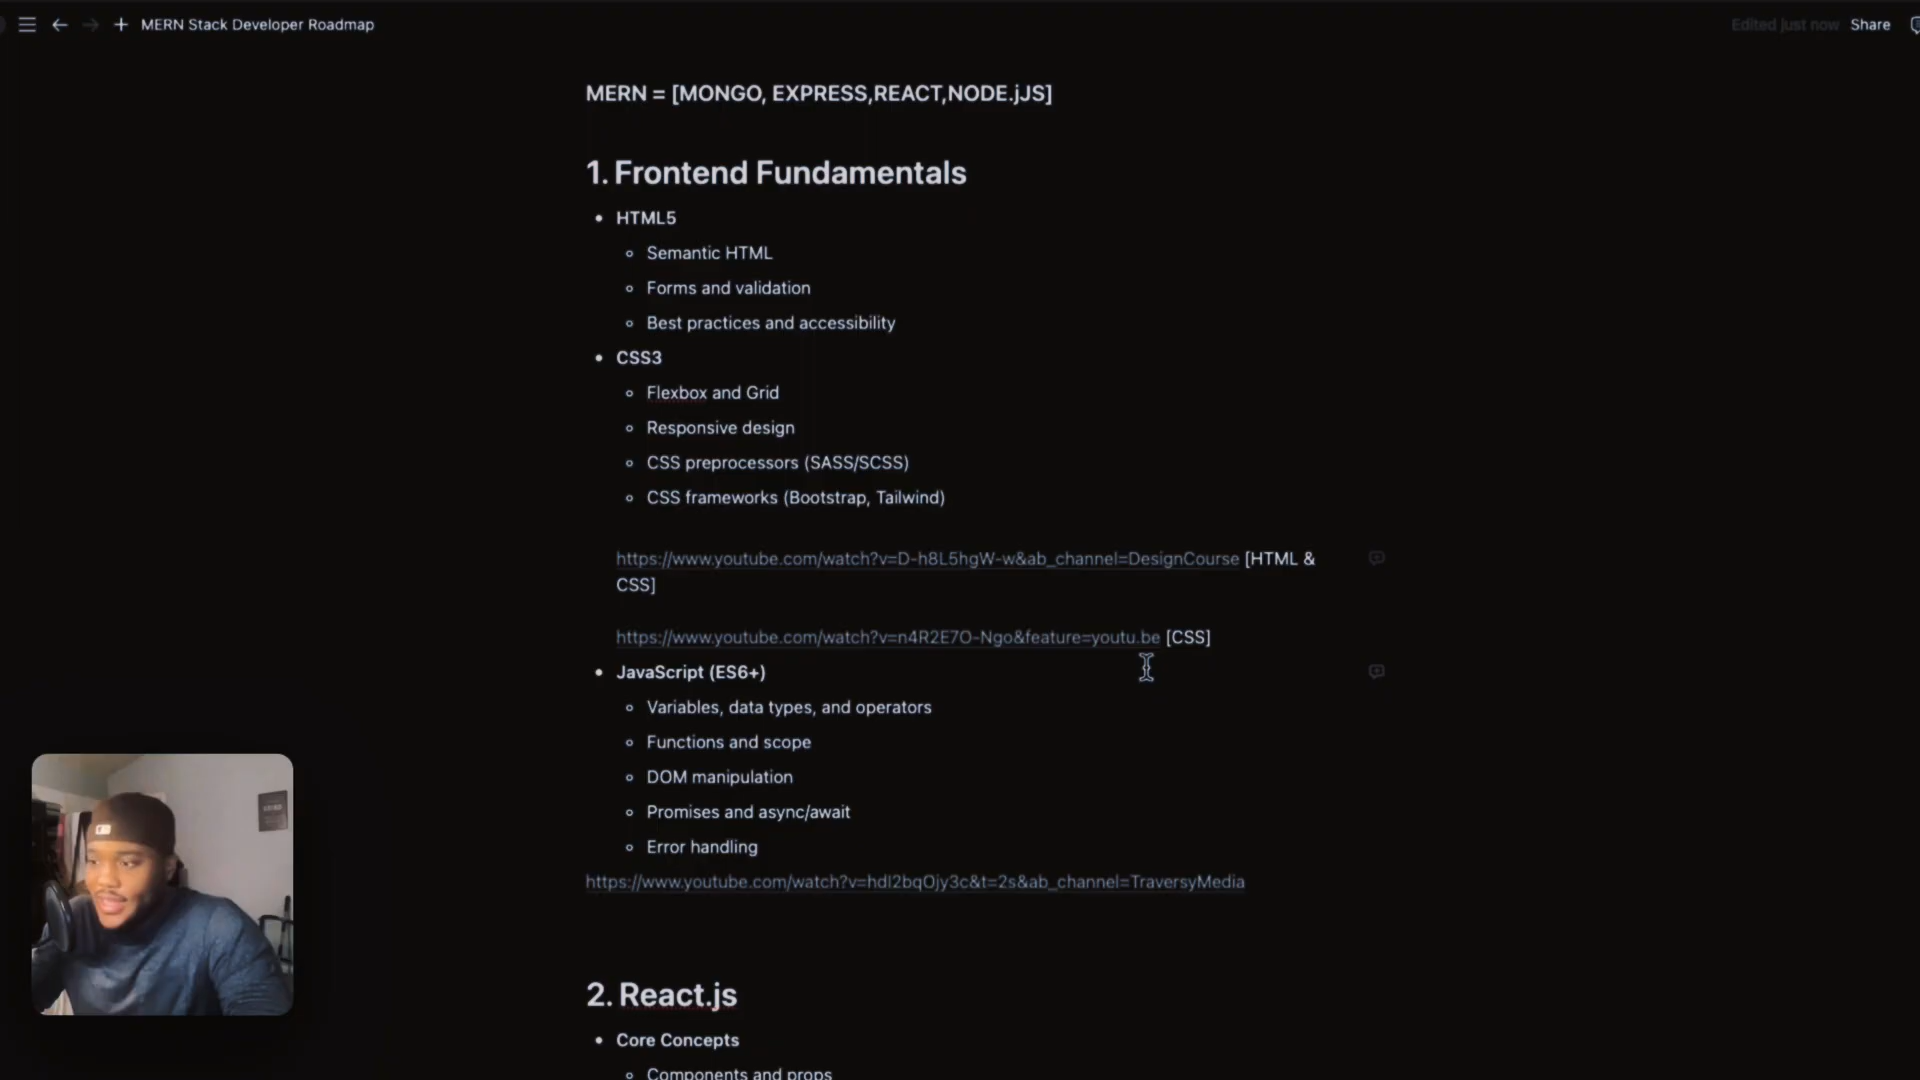 MERN Stack Developer Roadmap
Edited just now
Share
MERN = [MONGO, EXPRESS,REACT,NODE.jJS]
1. Frontend Fundamentals
• HTML5
◦ Semantic HTML
◦ Forms and validation
◦ Best practices and accessibility
• CSS3
◦ Flexbox and Grid
◦ Responsive design
◦ CSS preprocessors (SASS/SCSS)
◦ CSS frameworks (Bootstrap, Tailwind)
https://www.youtube.com/watch?v=D-h8L5hgW-w&ab_channel=DesignCourse [HTML &
CSS]
https://www.youtube.com/watch?v=n4R2E7O-Ngo&feature=youtu.be [CSS]
• JavaScript (ES6+)
◦ Variables, data types, and operators
◦ Functions and scope
◦ DOM manipulation
◦ Promises and async/await
◦ Error handling
https://www.youtube.com/watch?v=hdI2bqOjy3c&t=2s&ab_channel=TraversyMedia
2. React.js
• Core Concepts
◦ Components and props